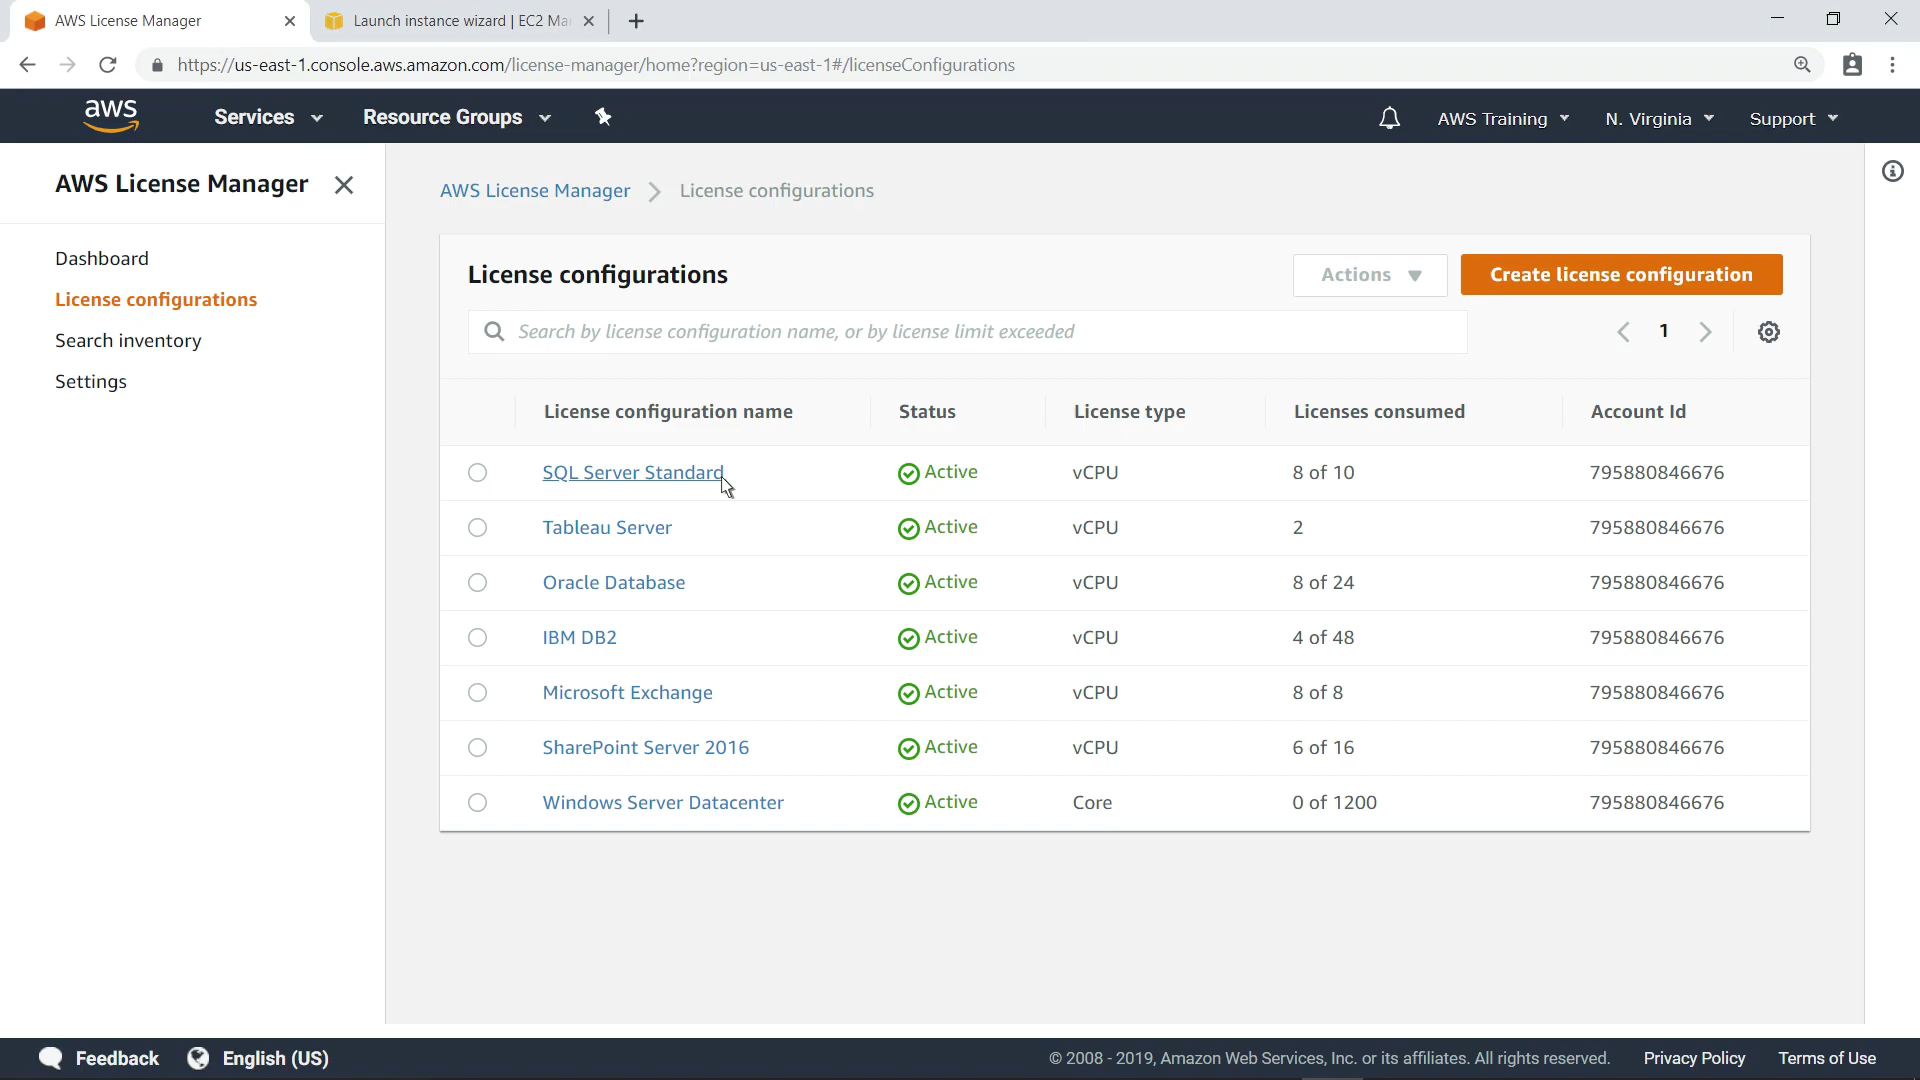 AWS License Manager
Launch instance wizard | EC2 Ma
https://us-east-1.console.aws.amazon.com/license-manager/home?region=us-east-1#/licenseConfigurations
aws Services Resource Groups AWS Training N. Virginia Support
AWS License Manager
Dashboard
License configurations
Search inventory
Settings
AWS License Manager License configurations
License configurations
Actions Create license configuration
Search by license configuration name, or by license limit exceeded
1
License configuration name Status License type Licenses consumed Account Id
SQL Server Standard Active vCPU 8 of 10 795880846676
Tableau Server Active vCPU 2 795880846676
Oracle Database Active vCPU 8 of 24 795880846676
IBM DB2 Active vCPU 4 of 48 795880846676
Microsoft Exchange Active vCPU 8 of 8 795880846676
SharePoint Server 2016 Active vCPU 6 of 16 795880846676
Windows Server Datacenter Active Core 0 of 1200 795880846676
Feedback English (US) © 2008 - 2019, Amazon Web Services, Inc. or its affiliates. All rights reserved. Privacy Policy Terms of Use